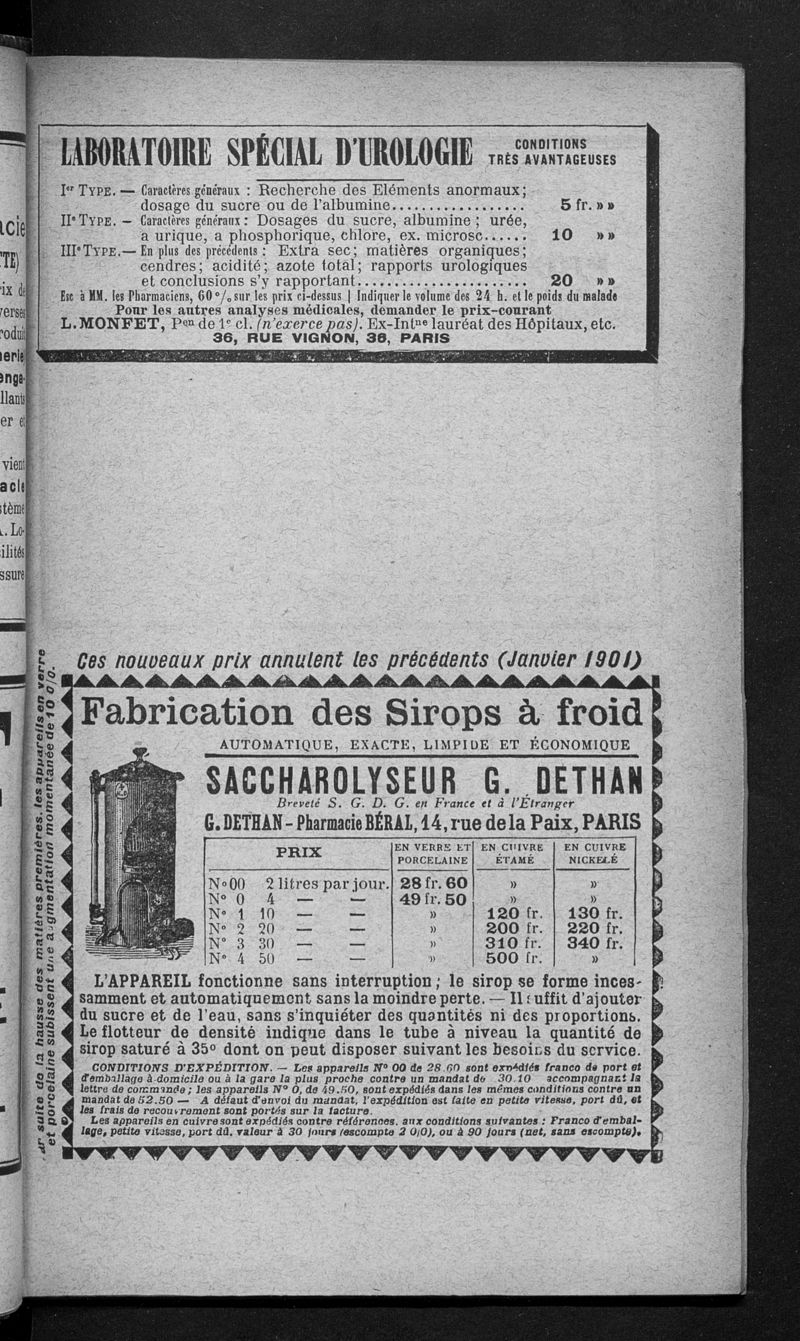 LABORATOIRE SPÉCIAL D'UROLOGIE CONDITIONS TRÈS AVANTAGEUSES
Ier TYPE. — Caractères généraux : Recherche des Eléments anormaux;
dosage du sucre ou de l'albumine.................. 5 fr. »»
IIe TYPE. — Caractères généraux : Dosages du sucre, albumine ; urée,
a urique, a phosphorique, chlore, ex. microsc...... 10 »»
IIIe TYPE.— En plus des précédents : Extra sec; matières organiques;
cendres; acidité; azote total; rapports urologiques
et conclusions s'y rapportant...................... 20 »»
Esc à MM. les Pharmaciens, 60 °/o sur les prix ci-dessus | Indiquer le volume des 24 h. et le poids du malade
Pour les autres analyses médicales, demander le prix-courant
L. MONFET, Pen de 1e cl. (n'exerce pas). Ex-Intne lauréat des Hôpitaux, etc.
36, RUE VIGNON, 36, PARIS
Ces nouveaux prix annulent les précédents (Janvier 1901)
Fabrication des Sirops à froid
AUTOMATIQUE, EXACTE, LIMPIDE ET ÉCONOMIQUE
SACCHAROLYSEUR G. DETHAN
Breveté S. G. D. G. en France et à l'Étranger
G. DETHAN - Pharmacie BÉRAL, 14, rue de la Paix, PARIS
PRIX EN VERRE ET PORCELAINE EN CUIVRE ÉTAMÉ EN CUIVRE NICKELÉ
No 00 2 litres par jour. 28 fr. 60 » »
No 0 4 — — 49 fr. 50 » »
No 1 10 — — » 120 fr. 130 fr.
No 2 20 — — » 200 fr. 220 fr.
No 3 30 — — » 310 fr. 340 fr.
No 4 50 — — » 500 fr. »
L'APPAREIL fonctionne sans interruption ; le sirop se forme inces-
samment et automatiquement sans la moindre perte. — Il suffit d'ajouter
du sucre et de l'eau, sans s'inquiéter des quantités ni des proportions.
Le flotteur de densité indique dans le tube à niveau la quantité de
sirop saturé à 35o dont on peut disposer suivant les besoins du service.
CONDITIONS D'EXPÉDITION. — Les appareils No 00 de 28.60 sont expédiés franco de port et
d'emballage à domicile ou à la gare la plus proche contre un mandat de 30.10 accompagnant la
lettre de commande ; les appareils No 0, de 49.50, sont expédiés dans les mêmes conditions contre un
mandat de 52.50 — A défaut d'envoi du mandat, l'expédition est faite en petite vitesse, port dû, et
les frais de recouvrement sont portés sur la facture.
Les appareils en cuivre sont expédiés contre références, aux conditions suivantes : Franco d'embal-
lage, petite vitesse, port dû, valeur à 30 jours (escompte 2 0/0), ou à 90 jours (net, sans escompte).
suite de la hausse des matières premières, les appareils en verre
et porcelaine subissent une augmentation momentanée de 10 0/0.